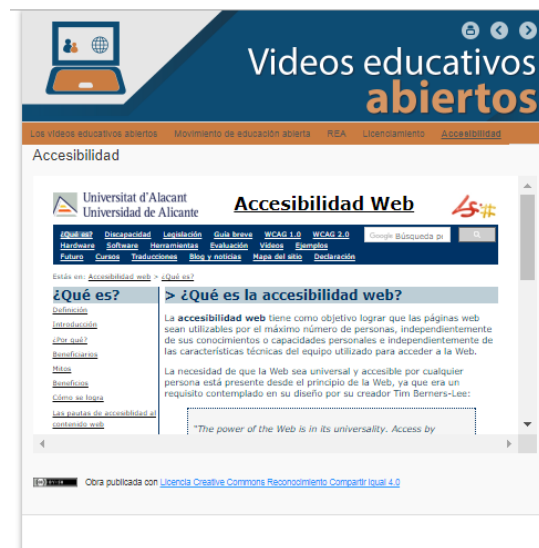 Videos educativos
abiertos
Los videos educativos abiertos Movimiento de educación abierta REA Licenciamiento Accesibilidad
Accesibilidad
Universitat d'Alacant
Universidad de Alicante
Accesibilidad Web
¿Qué es? Discapacidad Legislación Guía breve WCAG 1.0 WCAG 2.0
Hardware Software Herramientas Evaluación Vídeos Ejemplos
Futuro Cursos Traducciones Blog y noticias Mapa del sitio Declaración
Google Búsqueda pe
Estás en: Accesibilidad web > ¿Qué es?
¿Qué es?
Definición
Introducción
¿Por qué?
Beneficiarios
Mitos
Beneficios
Cómo se logra
Las pautas de accesiblidad al
contenido web
> ¿Qué es la accesibilidad web?
La accesibilidad web tiene como objetivo lograr que las páginas web
sean utilizables por el máximo número de personas, independientemente
de sus conocimientos o capacidades personales e independientemente de
las características técnicas del equipo utilizado para acceder a la Web.
La necesidad de que la Web sea universal y accesible por cualquier
persona está presente desde el principio de la Web, ya que era un
requisito contemplado en su diseño por su creador Tim Berners-Lee:
"The power of the Web is in its universality. Access by
Obra publicada con Licencia Creative Commons Reconocimiento Compartir igual 4.0